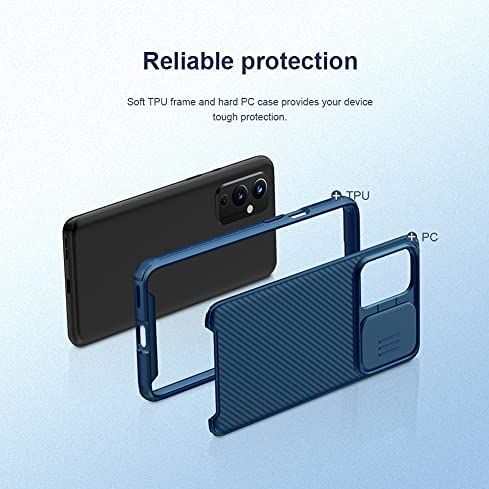 Reliable protection
Soft TPU frame and hard PC case provides your device
tough protection.
TPU
PC